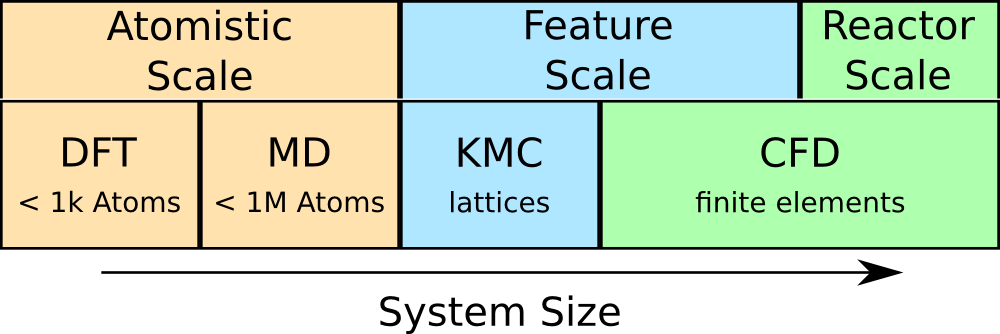 Atomistic
Scale
Feature
Scale
Reactor
Scale
DFT
< 1k Atoms
MD
< 1M Atoms
KMC
lattices
CFD
finite elements
System Size